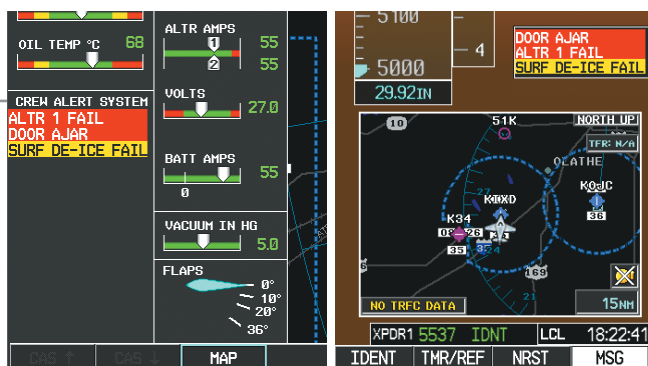 OIL TEMP °C 68
CREW ALERT SYSTEM
ALTR 1 FAIL
DOOR AJAR
SURF DE-ICE FAIL
ALTR AMPS
1 55
2 55
VOLTS
27.0
BATT AMPS
55
0
VACUUM IN HG
5.0
FLAPS
0°
10°
20°
36°
CAS ↑ CAS ↓ MAP
5100
4
5000
29.92IN
DOOR AJAR
ALTR 1 FAIL
SURF DE-ICE FAIL
10 51K NORTH UP
TFR: N/A
OLATHE
27 KOJC
KIXD
36
K34
26
35
24
169
21
NO TRFC DATA
15NM
XPDR1 5537 IDNT LCL 18:22:41
IDENT TMR/REF NRST MSG